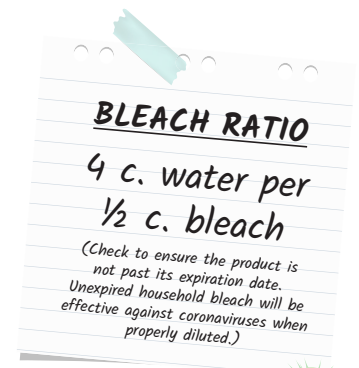 BLEACH RATIO
4 c. water per
½ c. bleach
(Check to ensure the product is
not past its expiration date.
Unexpired household bleach will be
effective against coronaviruses when
properly diluted.)